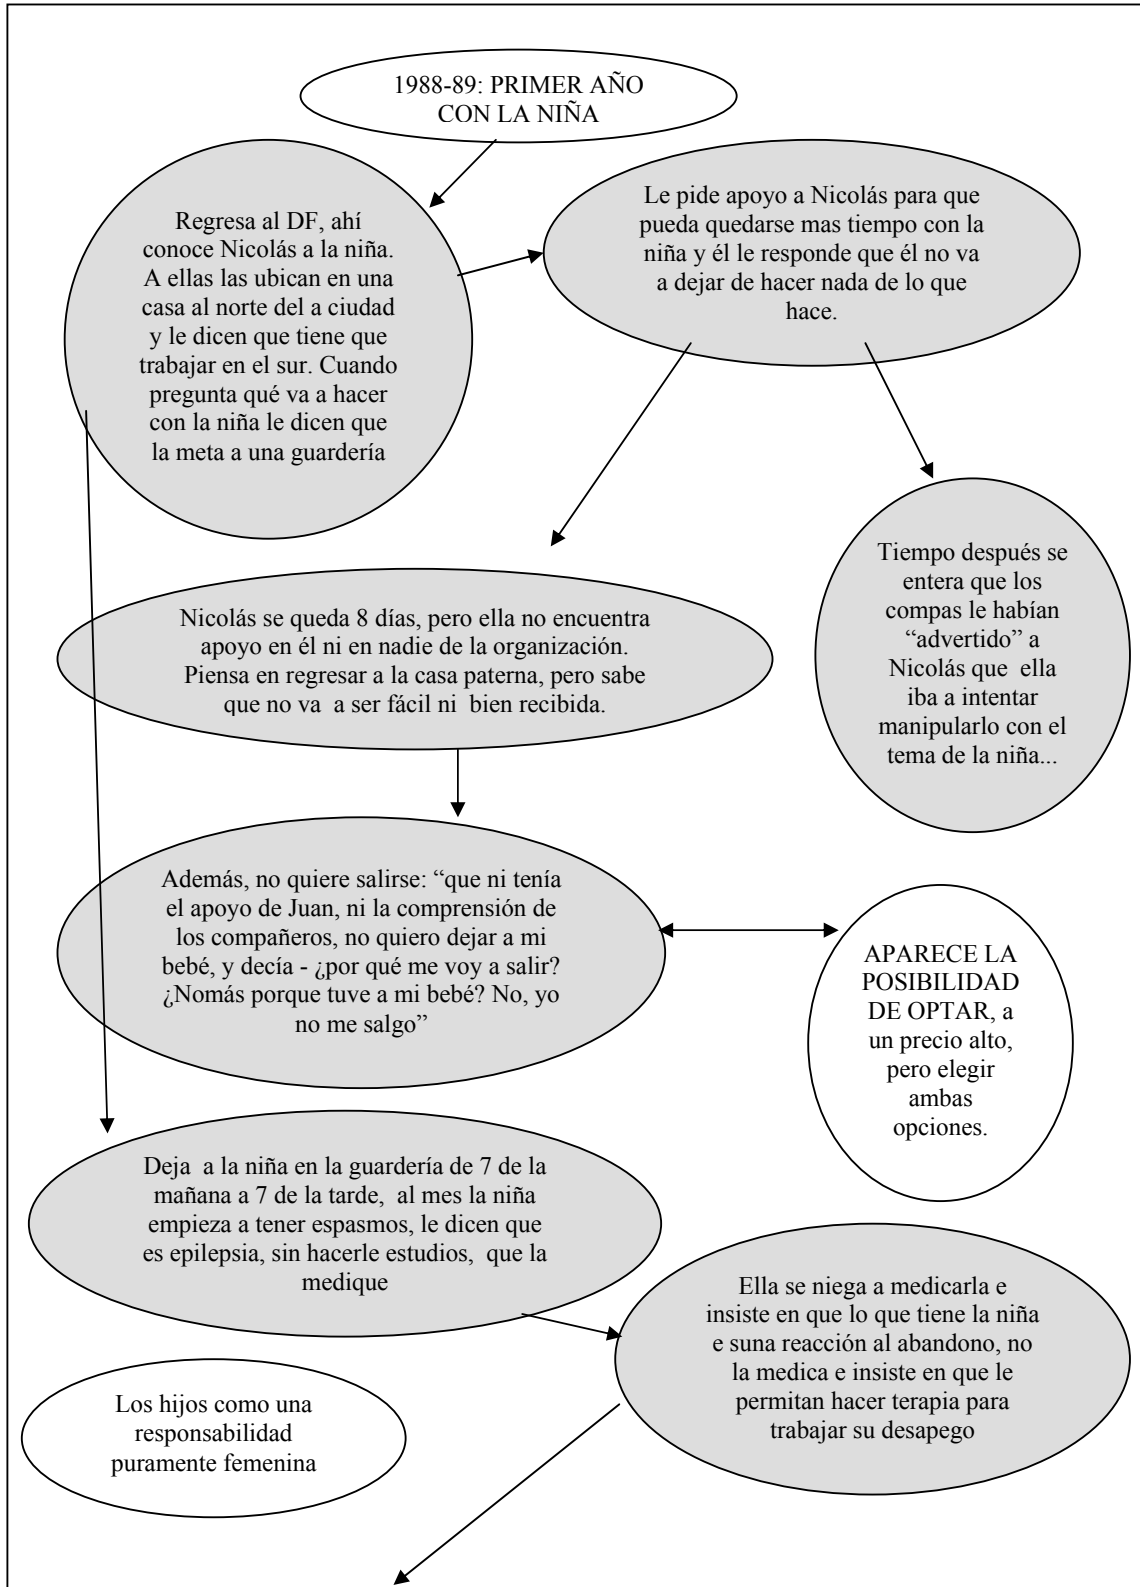 1988-89: PRIMER AÑO
CON LA NIÑA
Regresa al DF, ahí
conoce Nicolás a la niña.
A ellas las ubican en una
casa al norte del a ciudad
y le dicen que tiene que
trabajar en el sur. Cuando
pregunta qué va a hacer
con la niña le dicen que
la meta a una guardería
Le pide apoyo a Nicolás para que
pueda quedarse mas tiempo con la
niña y él le responde que él no va
a dejar de hacer nada de lo que
hace.
Tiempo después se
entera que los
compas le habían
“advertido” a
Nicolás que ella
iba a intentar
manipularlo con el
tema de la niña...
Nicolás se queda 8 días, pero ella no encuentra
apoyo en él ni en nadie de la organización.
Piensa en regresar a la casa paterna, pero sabe
que no va a ser fácil ni bien recibida.
Además, no quiere salirse: “que ni tenía
el apoyo de Juan, ni la comprensión de
los compañeros, no quiero dejar a mi
bebé, y decía - ¿por qué me voy a salir?
¿Nomás porque tuve a mi bebé? No, yo
no me salgo”
APARECE LA
POSIBILIDAD
DE OPTAR, a
un precio alto,
pero elegir
ambas
opciones.
Deja a la niña en la guardería de 7 de la
mañana a 7 de la tarde, al mes la niña
empieza a tener espasmos, le dicen que
es epilepsia, sin hacerle estudios, que la
medique
Ella se niega a medicarla e
insiste en que lo que tiene la niña
e suna reacción al abandono, no
la medica e insiste en que le
permitan hacer terapia para
trabajar su desapego
Los hijos como una
responsabilidad
puramente femenina